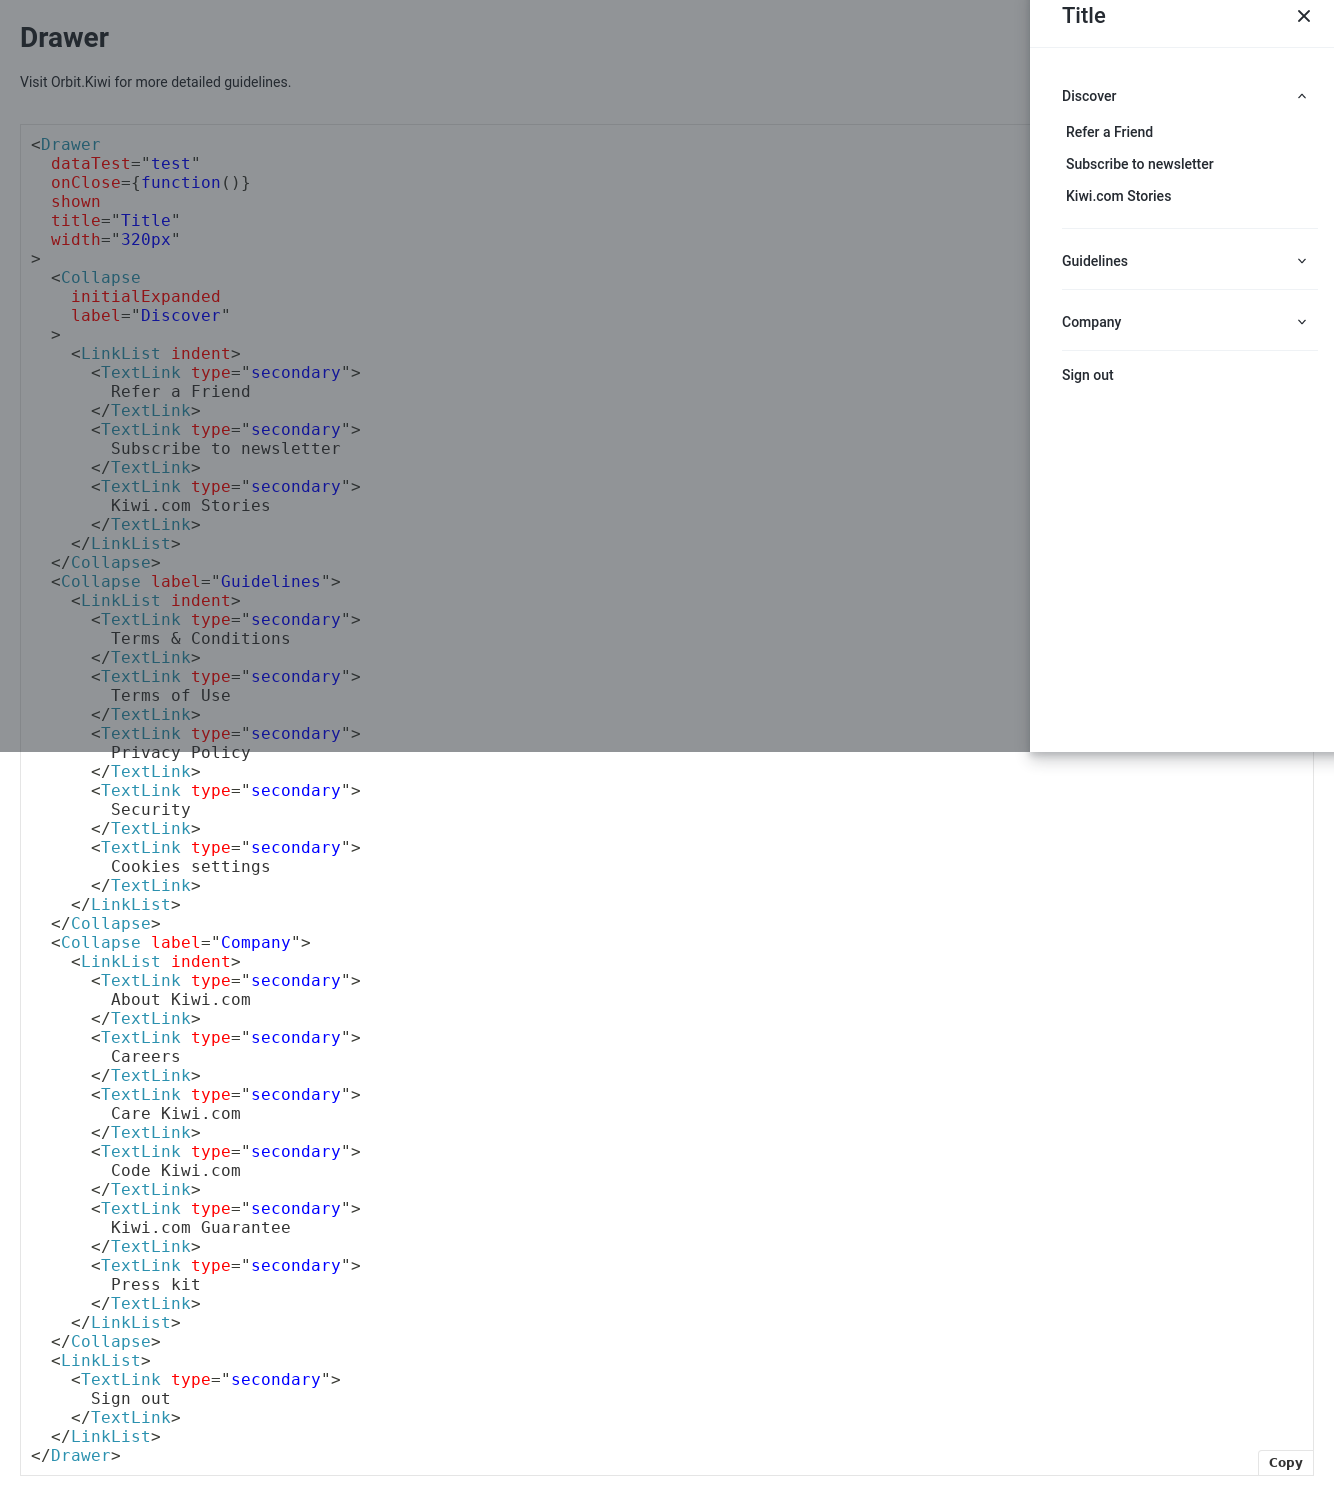 Drawer
Visit Orbit.Kiwi for more detailed guidelines.
<Drawer
  dataTest="test"
  onClose={function()}
  shown
  title="Title"
  width="320px"
>
  <Collapse
    initialExpanded
    label="Discover"
  >
    <LinkList indent>
      <TextLink type="secondary">
        Refer a Friend
      </TextLink>
      <TextLink type="secondary">
        Subscribe to newsletter
      </TextLink>
      <TextLink type="secondary">
        Kiwi.com Stories
      </TextLink>
    </LinkList>
  </Collapse>
  <Collapse label="Guidelines">
    <LinkList indent>
      <TextLink type="secondary">
        Terms & Conditions
      </TextLink>
      <TextLink type="secondary">
        Terms of Use
      </TextLink>
      <TextLink type="secondary">
        Privacy Policy
      </TextLink>
      <TextLink type="secondary">
        Security
      </TextLink>
      <TextLink type="secondary">
        Cookies settings
      </TextLink>
    </LinkList>
  </Collapse>
  <Collapse label="Company">
    <LinkList indent>
      <TextLink type="secondary">
        About Kiwi.com
      </TextLink>
      <TextLink type="secondary">
        Careers
      </TextLink>
      <TextLink type="secondary">
        Care Kiwi.com
      </TextLink>
      <TextLink type="secondary">
        Code Kiwi.com
      </TextLink>
      <TextLink type="secondary">
        Kiwi.com Guarantee
      </TextLink>
      <TextLink type="secondary">
        Press kit
      </TextLink>
    </LinkList>
  </Collapse>
  <LinkList>
    <TextLink type="secondary">
      Sign out
    </TextLink>
  </LinkList>
</Drawer>
Copy
Title
Discover
Refer a Friend
Subscribe to newsletter
Kiwi.com Stories
Guidelines
Company
Sign out